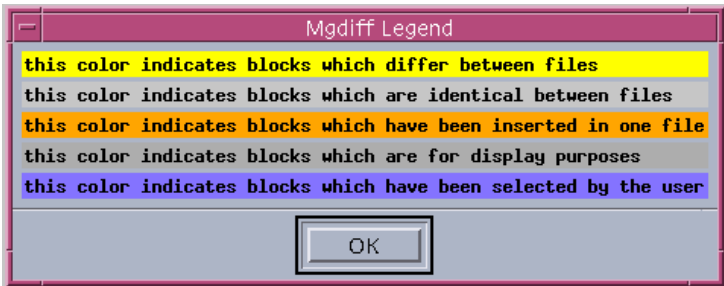 Mgdiff Legend
this color indicates blocks which differ between files
this color indicates blocks which are identical between files
this color indicates blocks which have been inserted in one file
this color indicates blocks which are for display purposes
this color indicates blocks which have been selected by the user
OK